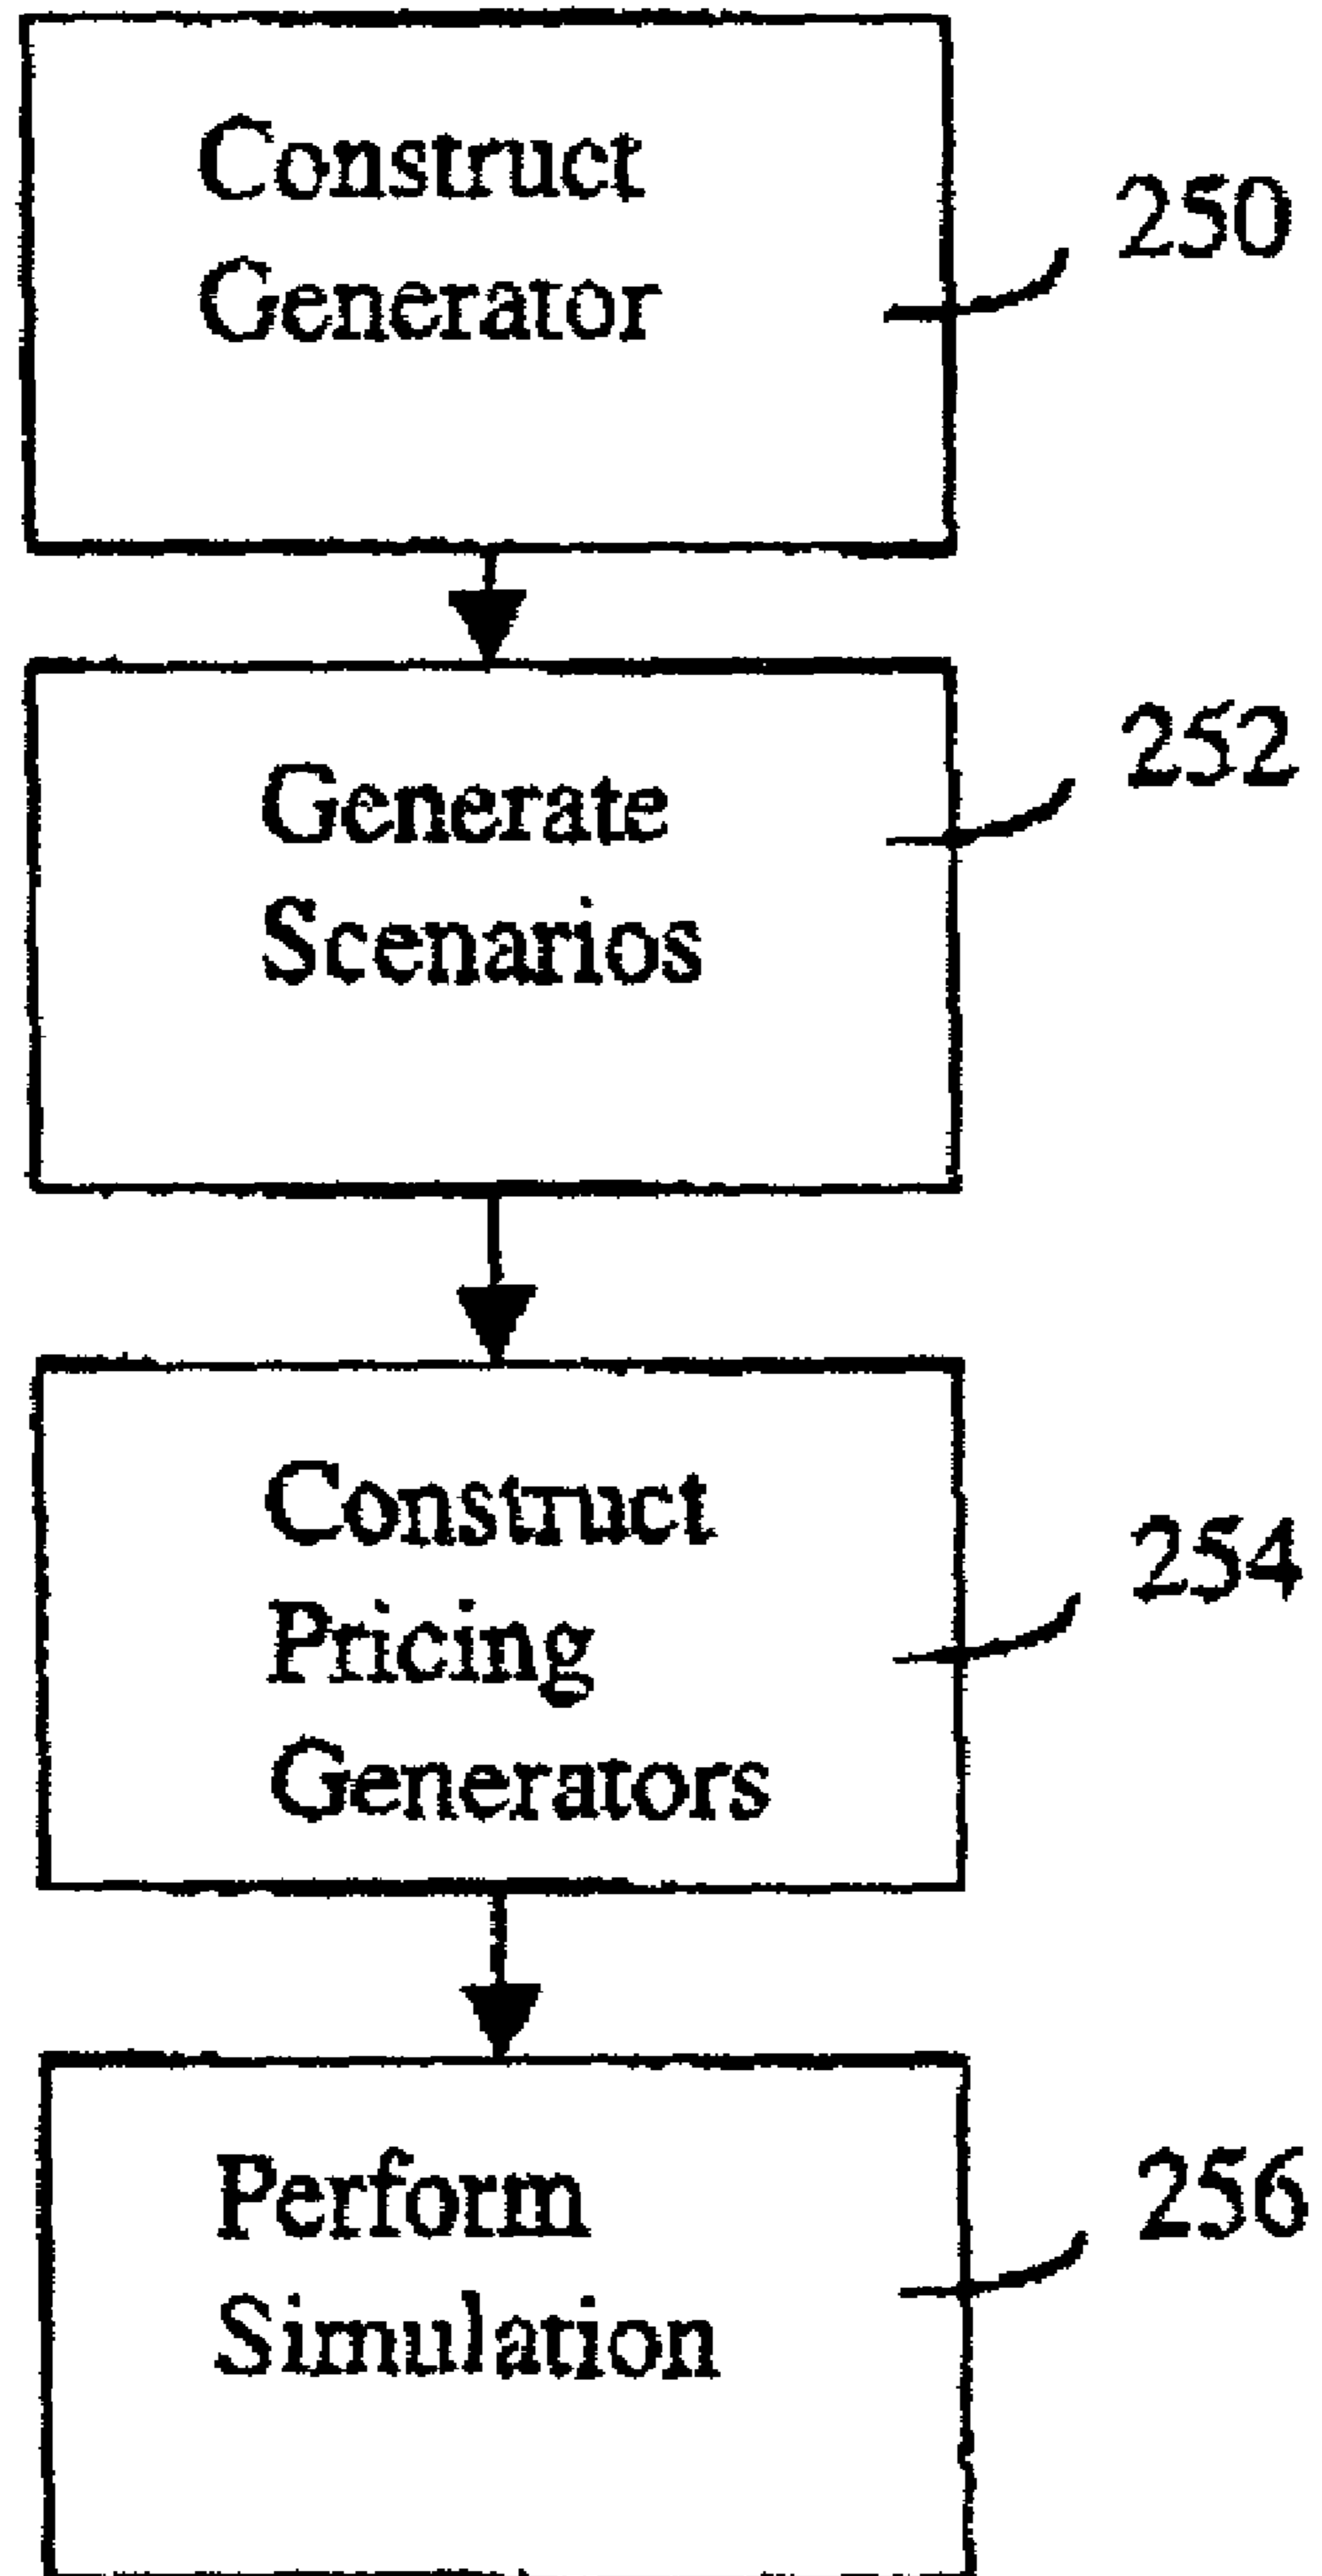 Construct
Generator
250
Generate
Scenarios
252
Construct
Pricing
Generators
254
Perform
Simulation
256